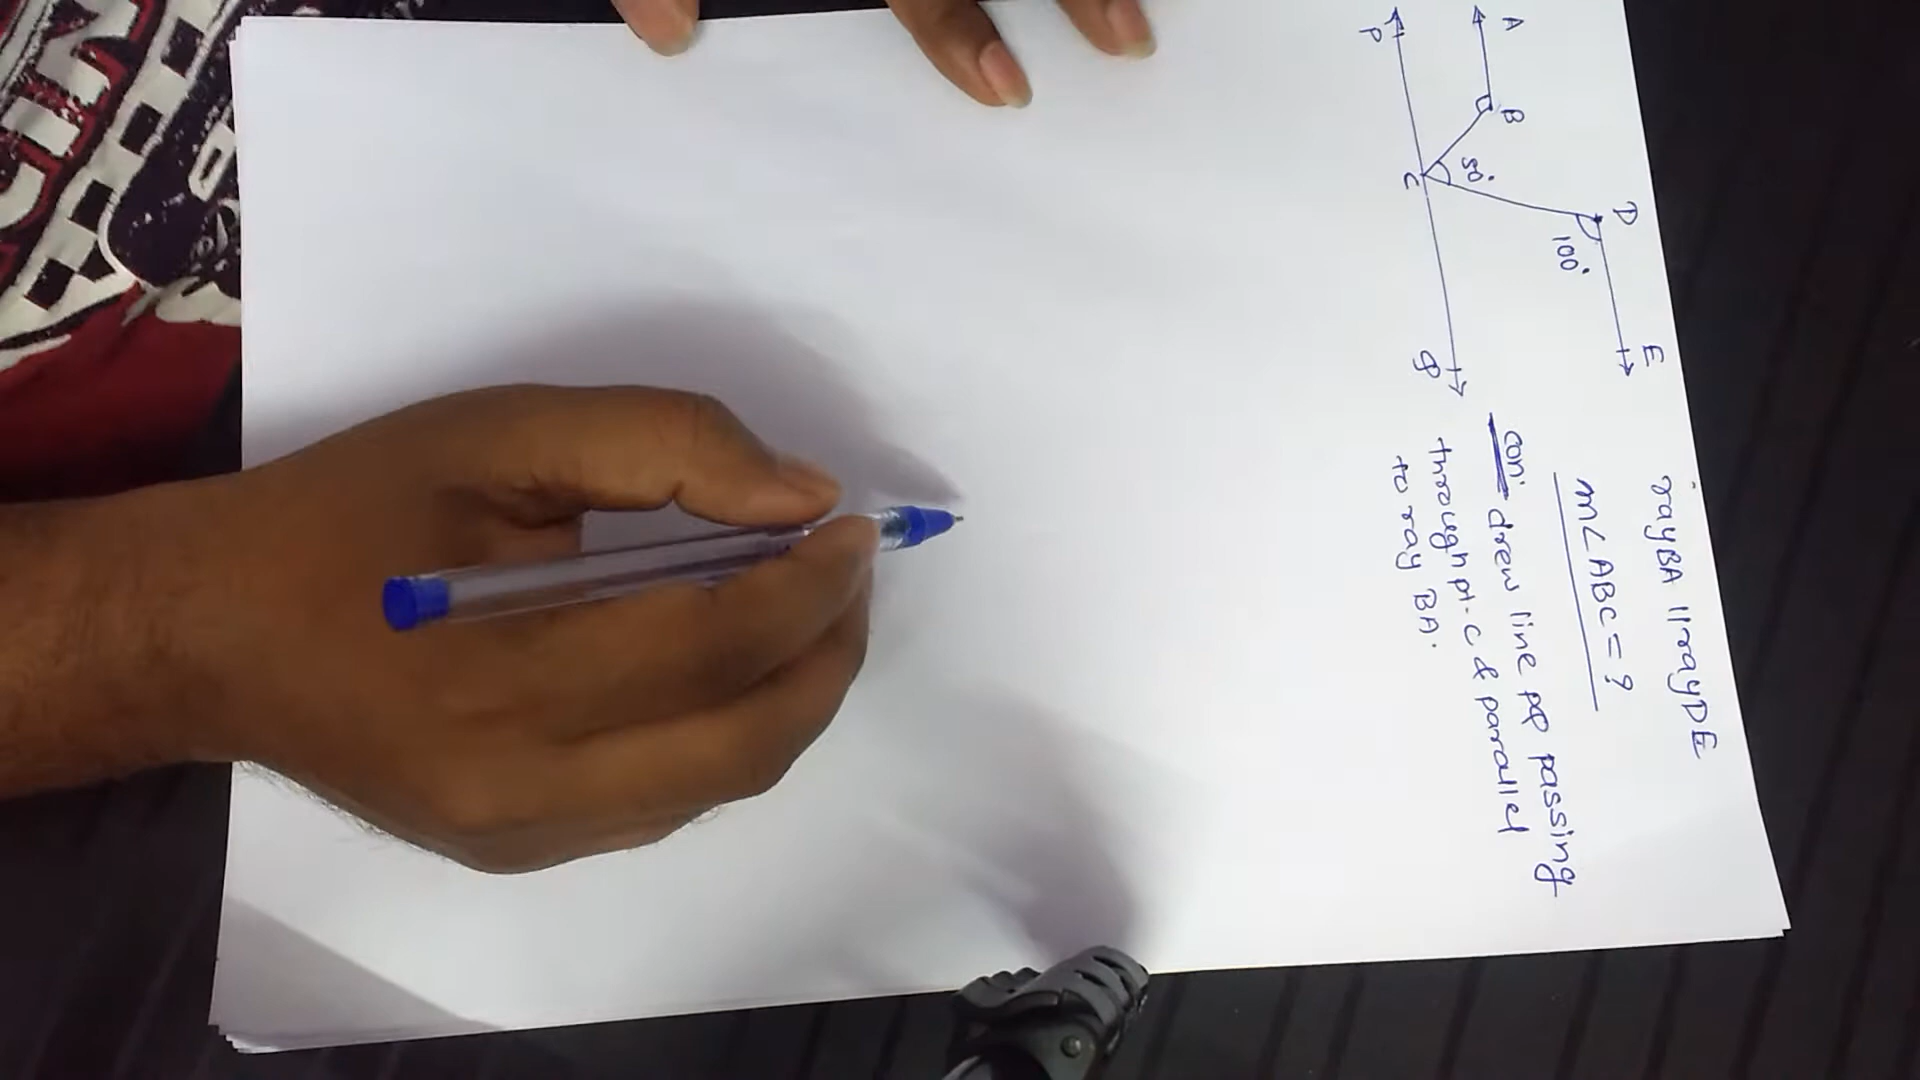 A
B
D
E
50°
100°
P
C
Q
ray BA || ray DE
m∠ABC = ?
con: drew line PQ passing
through pt. C & parallel
to ray BA.